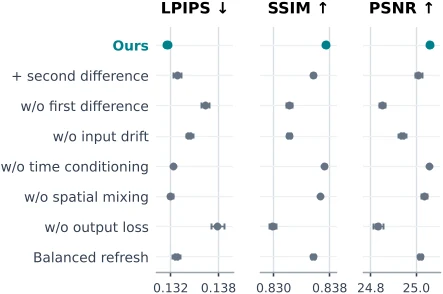 LPIPS ↓ SSIM ↑ PSNR ↑
Ours
+ second difference
w/o first difference
w/o input drift
w/o time conditioning
w/o spatial mixing
w/o output loss
Balanced refresh
0.132 0.138 0.830 0.838 24.8 25.0